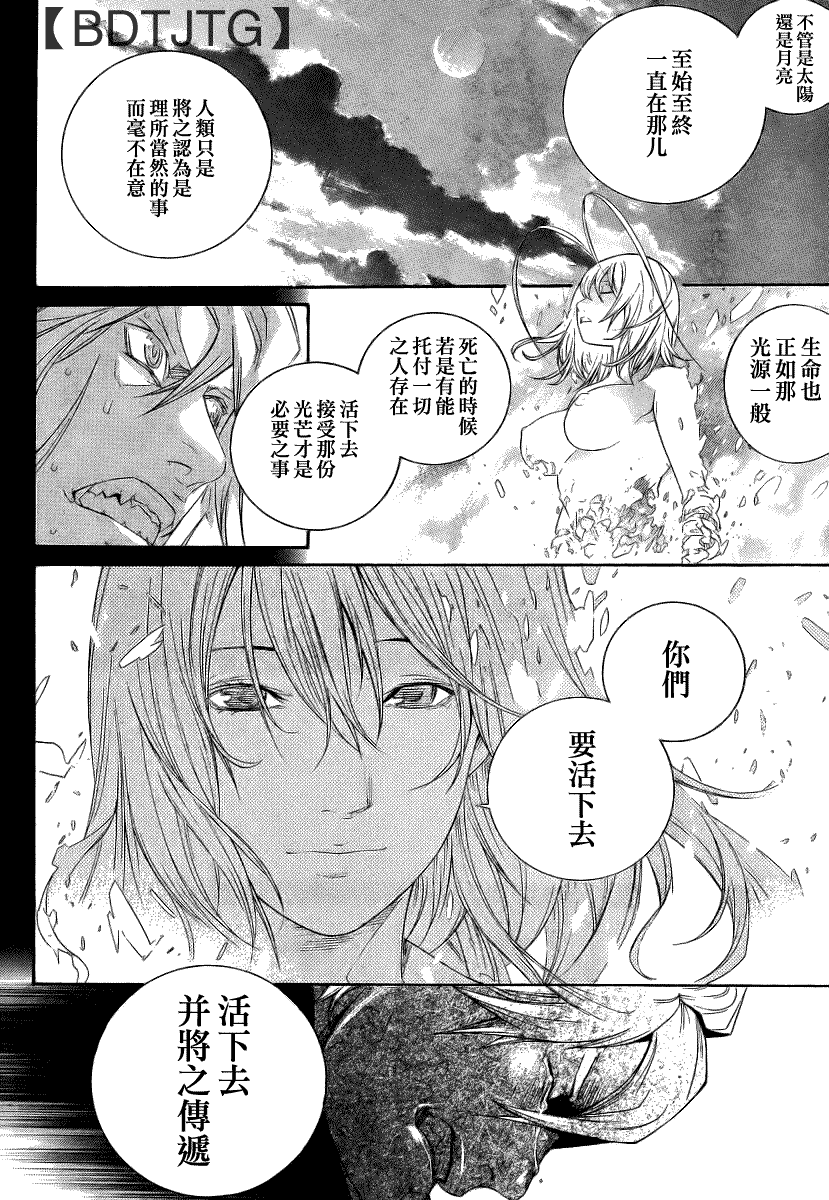 【BDTJTG】
不管是太陽
還是月亮
至始至終
一直在那儿
人類只是
將之認為是
理所當然的事
而毫不在意
生命也
正如那
光源一般
死亡的時候
若是有能
托付一切
之人存在
活下去
接受那份
光芒才是
必要之事
你們
要活下去
活下去
并將之傳遞